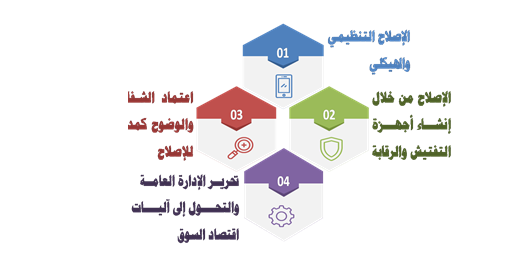 01
الإصلاح التنظيمي
والهيكلي
02
الإصلاح من خلال
إنشاء أجهزة
التفتيش والرقابة
03
اعتماد الشفا
والوضوح كمد
للإصلاح
04
تحرير الإدارة العامة
والتحول إلى آليات
اقتصاد السوق